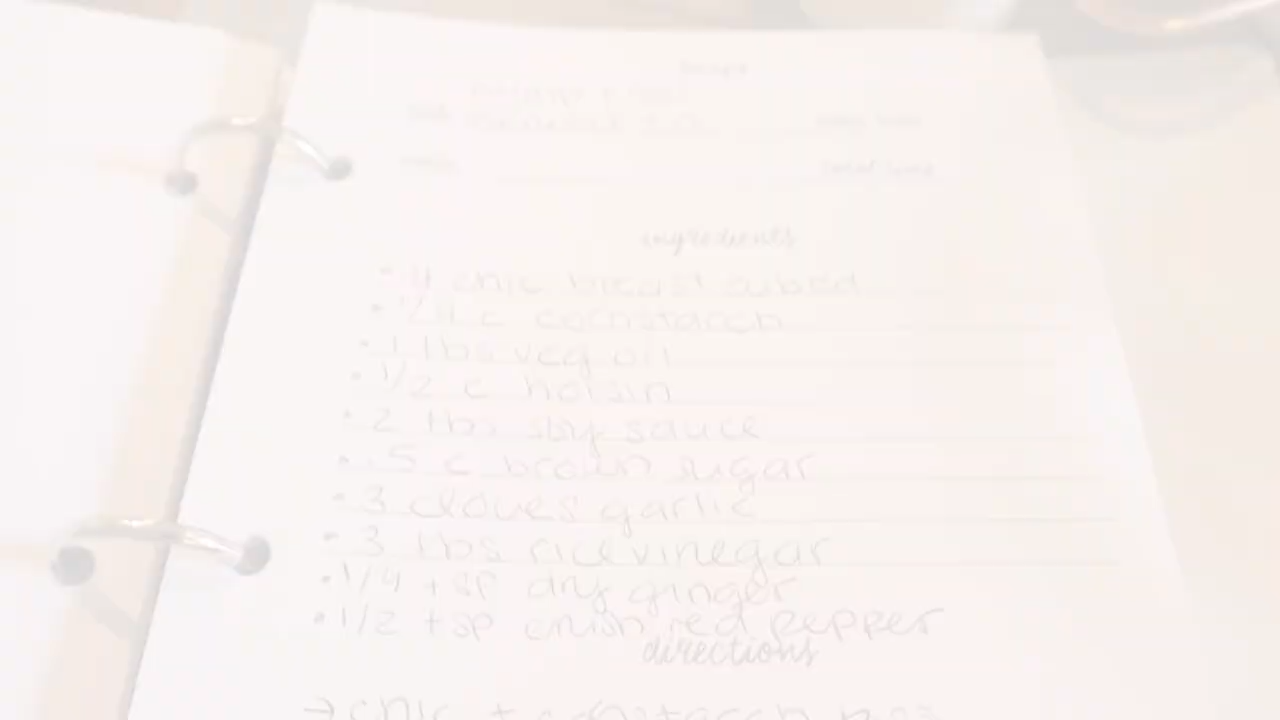 ingredients
• 4 chic breast cubed
• 1/4 c cornstarch
• 1 tbs veg oil
• 1/2 c hoisin
• 2 tbs soy sauce
• .5 c brown sugar
• 3 cloves garlic
• 3 tbs rice vinegar
• 1/4 tsp dry ginger
• 1/2 tsp crush red pepper
directions
→ chic + cornstarch